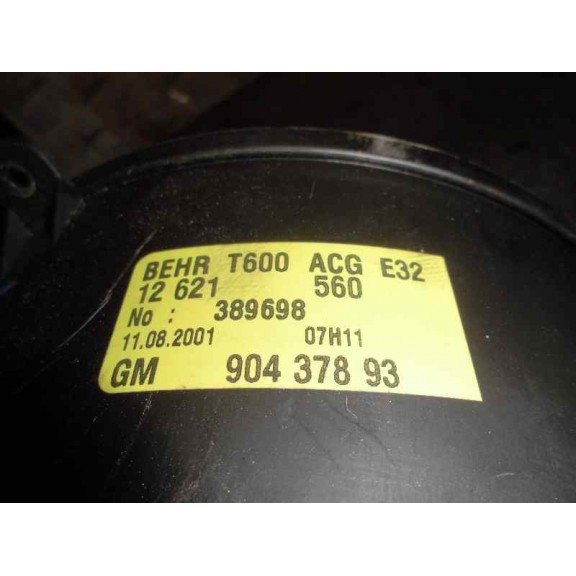 BEHR T600 ACG E32
12 621 560
No : 389698
11.08.2001 07H11
GM 904 378 93